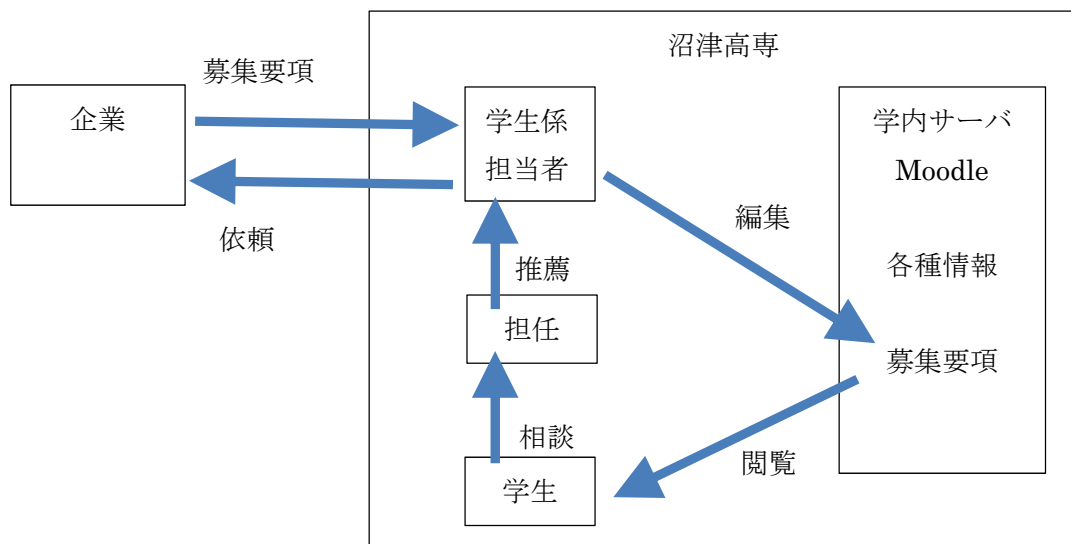 沼津高専
募集要項
企業
学生係
担当者
学内サーバ
Moodle
依頼
編集
推薦
各種情報
担任
募集要項
相談
閲覧
学生